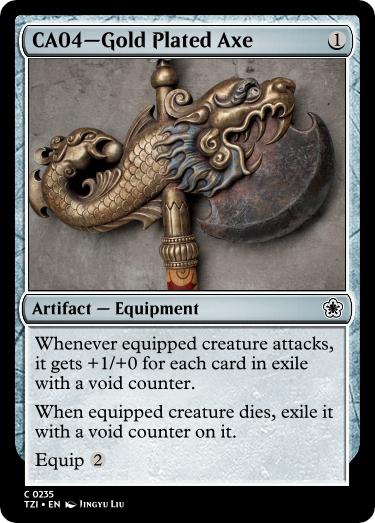 CA04—Gold Plated Axe 1
Artifact — Equipment
Whenever equipped creature attacks,
it gets +1/+0 for each card in exile
with a void counter.
When equipped creature dies, exile it
with a void counter on it.
Equip 2
C 0235
TZI • EN Jingyu Liu